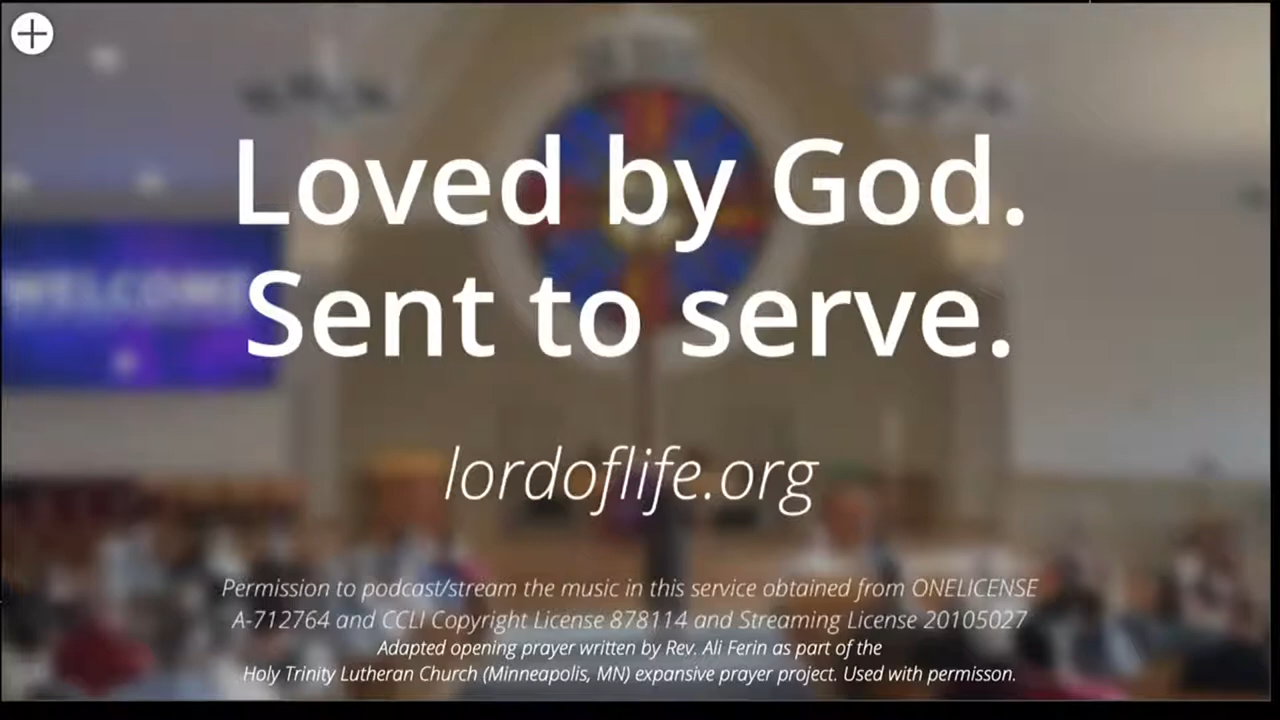 Loved by God.
Sent to serve.
WELCOME
lordoflife.org
Permission to podcast/stream the music in this service obtained from ONELICENSE
A-712764 and CCLI Copyright License 878114 and Streaming License 20105027
Adapted opening prayer written by Rev. Ali Ferin as part of the
Holy Trinity Lutheran Church (Minneapolis, MN) expansive prayer project. Used with permisson.